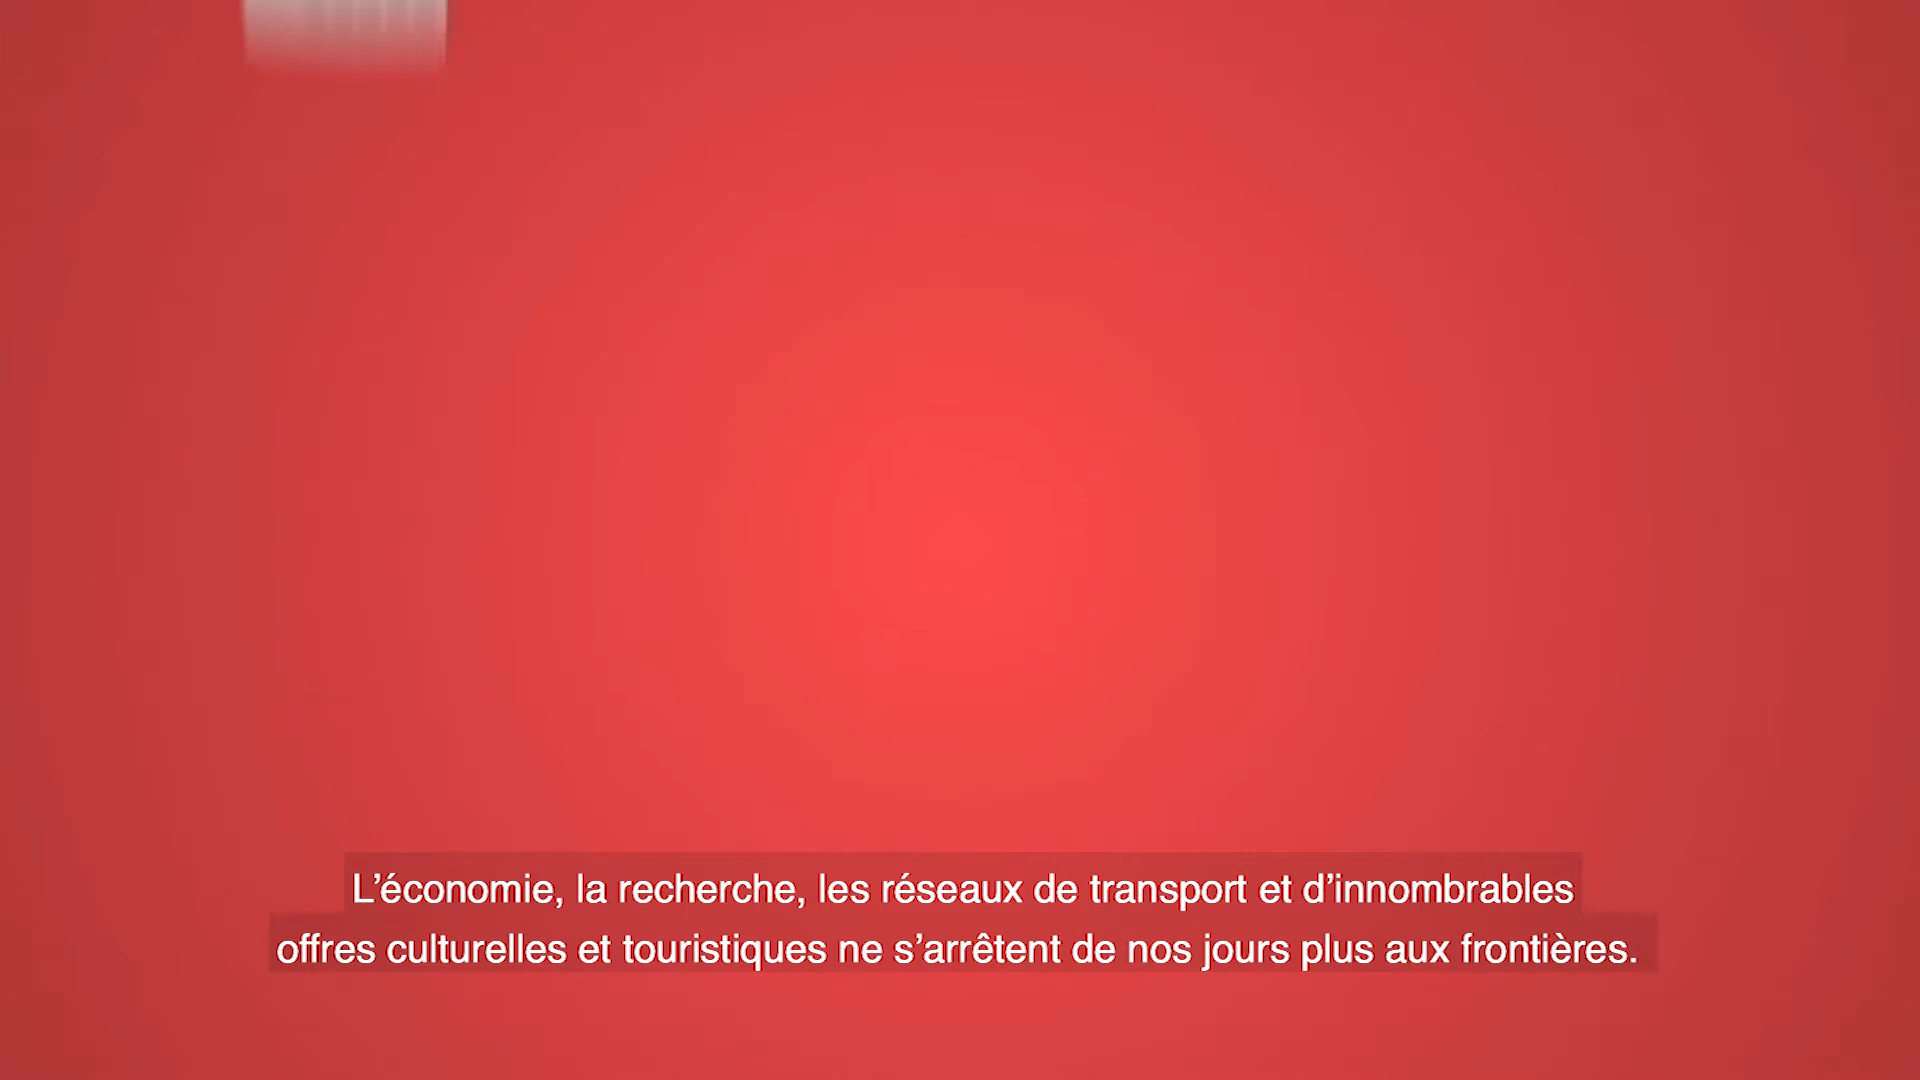 L’économie, la recherche, les réseaux de transport et d’innombrables
offres culturelles et touristiques ne s’arrêtent de nos jours plus aux frontières.